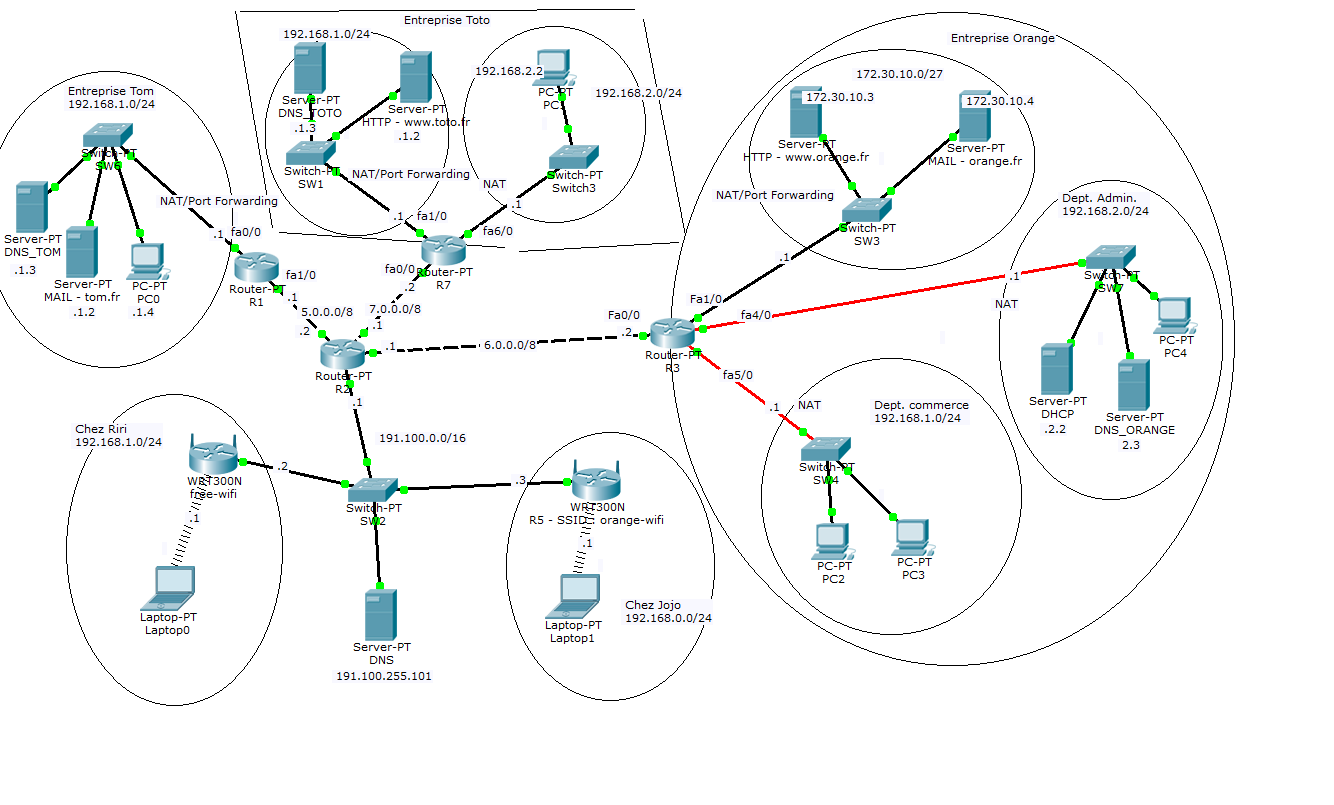 Entreprise Toto
192.168.1.0/24
Server-PT
DNS_TOTO
.1.3
Server-PT
HTTP - www.toto.fr
.1.2
Switch-PT
SW1
NAT/Port Forwarding
.1
fa1/0
192.168.2.2
PC-PT
192.168.2.0/24
Switch-PT
Switch3
NAT
.1
fa6/0
fa0/0
Router-PT
R7
.2
7.0.0.0/8
.1
Entreprise Tom
192.168.1.0/24
Switch-PT
Server-PT
DNS_TOM
.1.3
Server-PT
MAIL - tom.fr
.1.2
PC-PT
PC0
.1.4
NAT/Port Forwarding
.1
fa0/0
Router-PT
R1
fa1/0
.1
5.0.0.0/8
.2
Router-PT
R2
.1
6.0.0.0/8
.1
191.100.0.0/16
Entreprise Orange
172.30.10.0/27
172.30.10.3
Server-PT
HTTP - www.orange.fr
172.30.10.4
Server-PT
MAIL - orange.fr
NAT/Port Forwarding
Switch-PT
SW3
.1
Fa1/0
Fa0/0
.2
Router-PT
R3
fa4/0
fa5/0
Dept. Admin.
192.168.2.0/24
.1
NAT
Switch-PT
SW7
PC-PT
PC4
Server-PT
DHCP
.2.2
Server-PT
DNS_ORANGE
2.3
.1
NAT
Dept. commerce
192.168.1.0/24
Switch-PT
SW4
PC-PT
PC2
PC-PT
PC3
Chez Riri
192.168.1.0/24
WRT300N
free-wifi
.2
.1
Laptop-PT
Laptop0
Switch-PT
SW2
Server-PT
DNS
191.100.255.101
.3
WRT300N
R5 - SSID : orange-wifi
.1
Laptop-PT
Laptop1
Chez Jojo
192.168.0.0/24